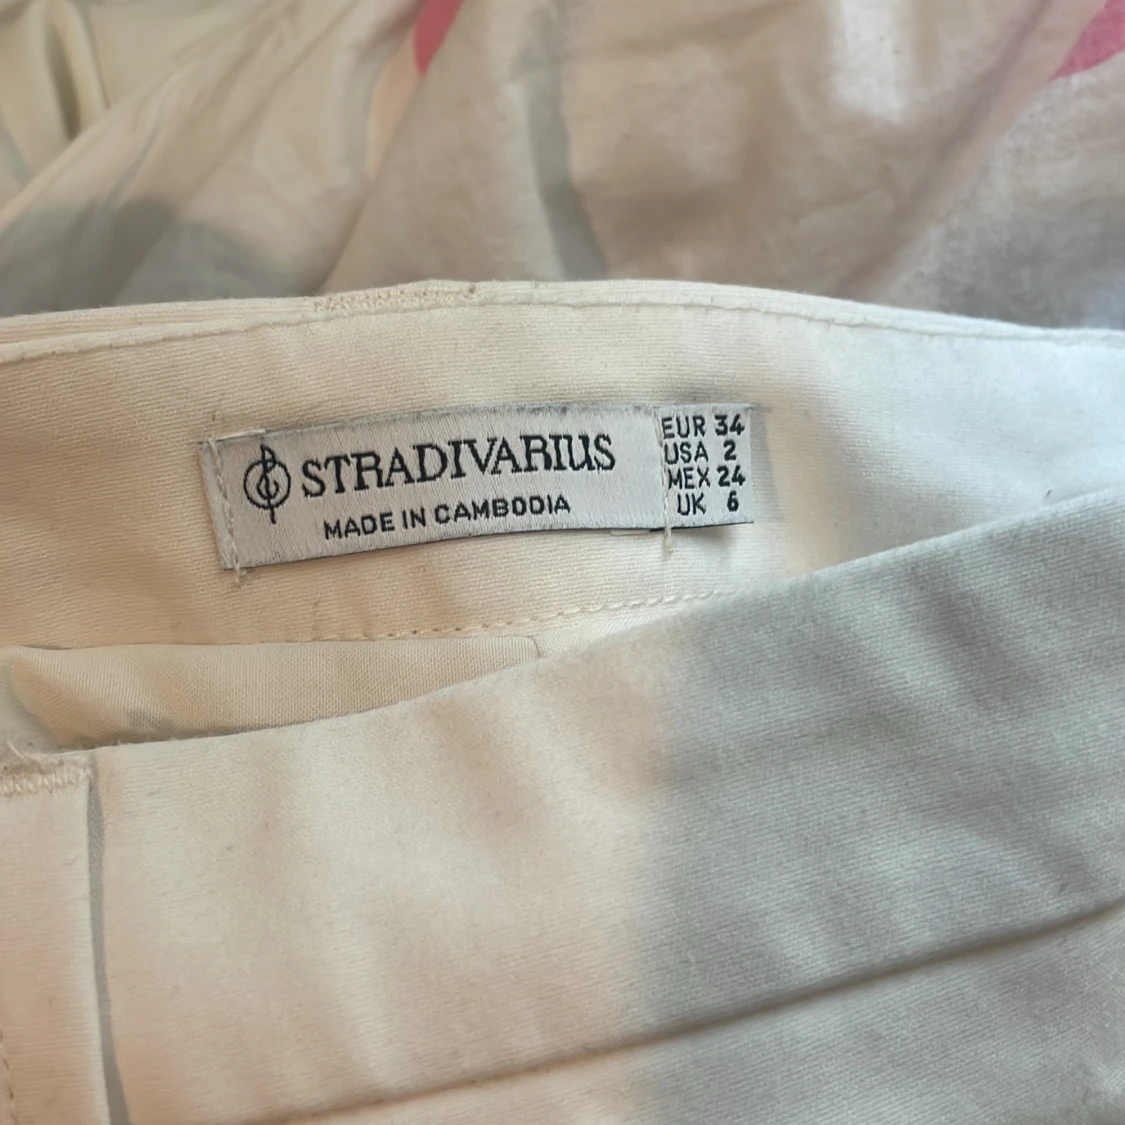 STRADIVARIUS
MADE IN CAMBODIA
EUR 34
USA 2
MEX 24
UK 6